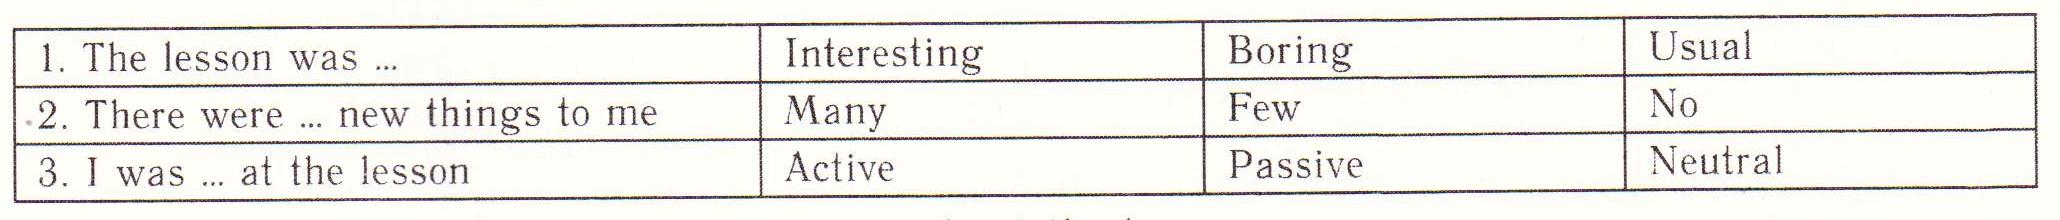 1. The lesson was ... Interesting Boring Usual
2. There were ... new things to me Many Few No
3. I was ... at the lesson Active Passive Neutral